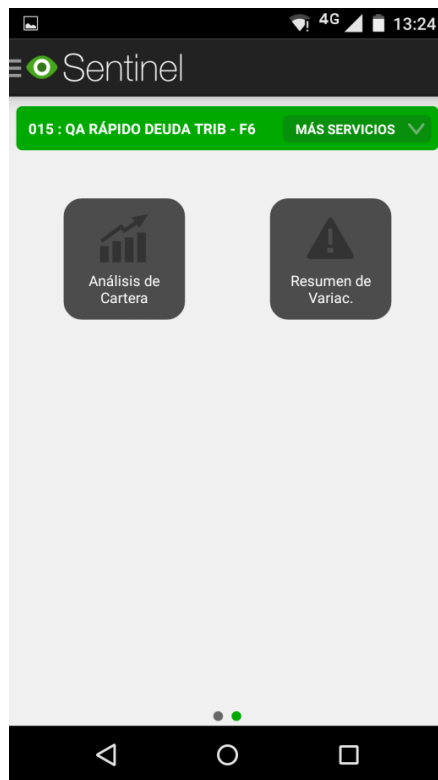 4G 13:24
Sentinel
015 : QA RÁPIDO DEUDA TRIB - F6 MÁS SERVICIOS
Análisis de
Cartera
Resumen de
Variac.